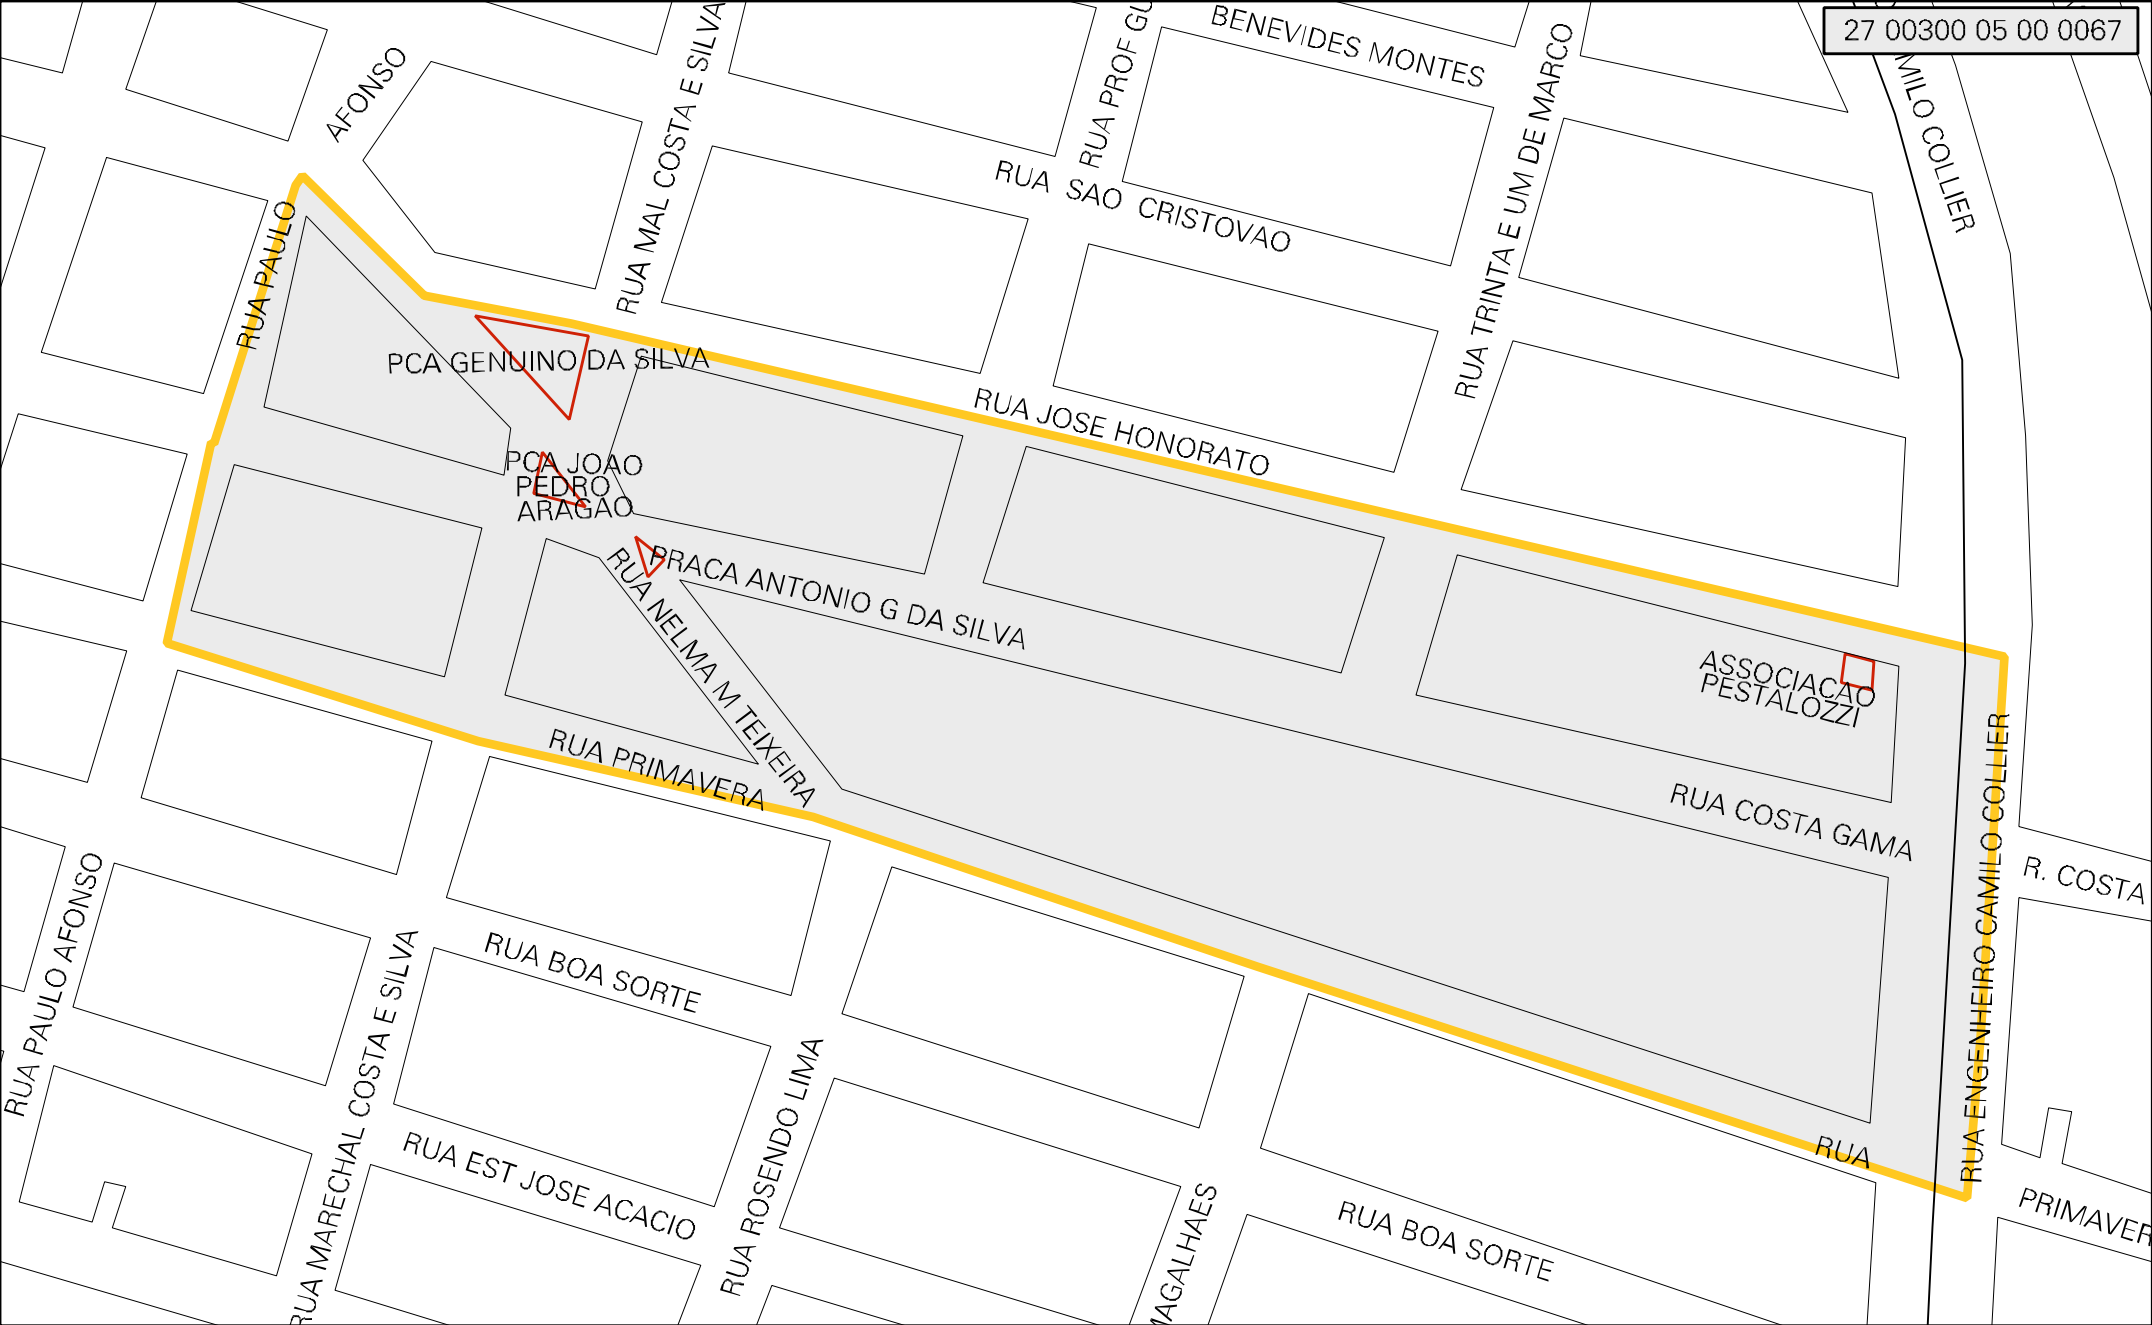 27 00300 05 00 0067
BENEVIDES MONTES
AFONSO
RUA MAL COSTA E SILVA
RUA PROF
RUA TRINTA E UM DE MARCO
COLLIER
RUA SAO CRISTOVAO
RUA PAULO
PCA GENUINO DA SILVA
RUA JOSE HONORATO
PCA JOAO
PEDRO
ARAGAO
PRACA ANTONIO G DA SILVA
RUA NELMA M TEIXEIRA
ASSOCIACAO
PESTALOZZI
RUA PRIMAVERA
RUA COSTA GAMA
R. COSTA
RUA ENGENHEIRO CAMILO COLLIER
RUA PAULO AFONSO
RUA BOA SORTE
RUA MARECHAL COSTA E SILVA
RUA ROSENDO LIMA
RUA EST JOSE ACACIO
RUA
PRIMAVER
RUA BOA SORTE
AGALHAES